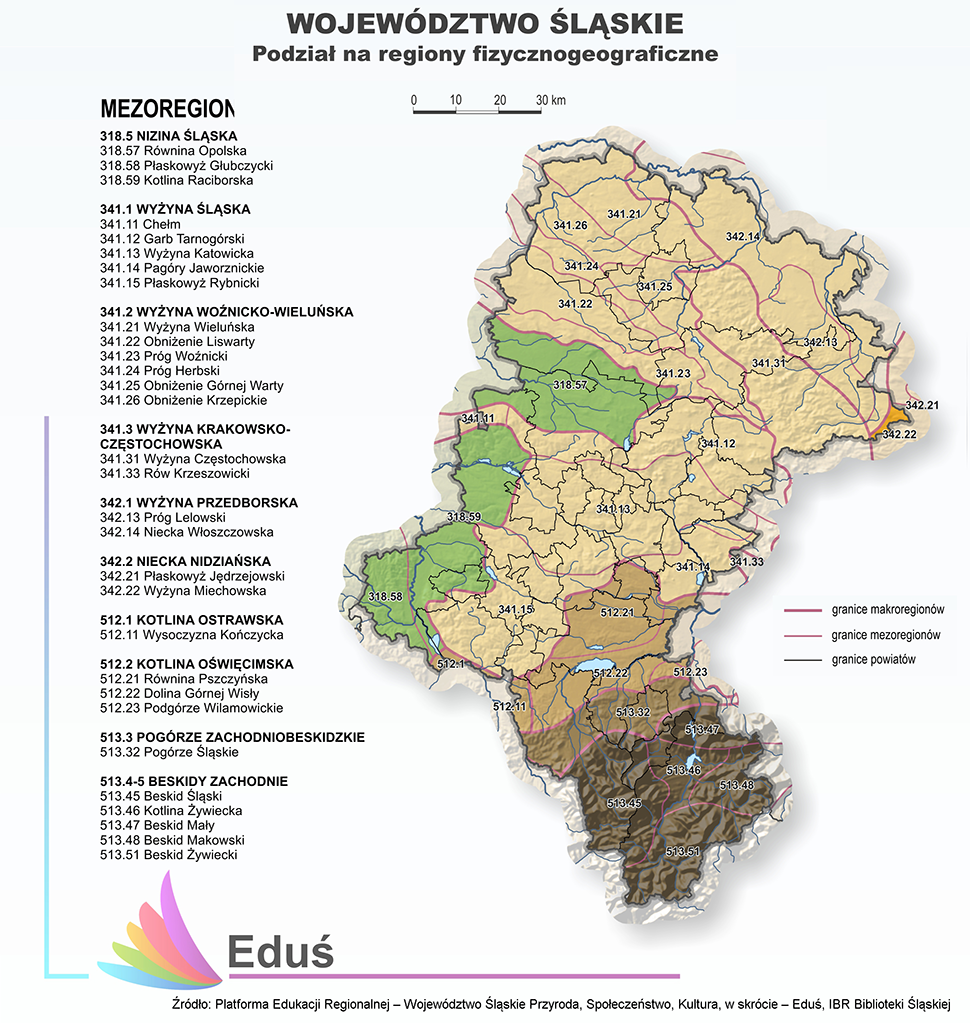 WOJEWÓDZTWO ŚLĄSKIE
Podział na regiony fizycznogeograficzne
MEZOREGION
318.5 NIZINA ŚLĄSKA
318.57 Równina Opolska
318.58 Płaskowyż Głubczycki
318.59 Kotlina Raciborska
341.1 WYŻYNA ŚLĄSKA
341.11 Chełm
341.12 Garb Tarnogórski
341.13 Wyżyna Katowicka
341.14 Pagóry Jaworznickie
341.15 Płaskowyż Rybnicki
341.2 WYŻYNA WOŹNICKO-WIELUŃSKA
341.21 Wyżyna Wieluńska
341.22 Obniżenie Liswarty
341.23 Próg Woźnicki
341.24 Próg Herbski
341.25 Obniżenie Górnej Warty
341.26 Obniżenie Krzepickie
341.3 WYŻYNA KRAKOWSKO-
CZĘSTOCHOWSKA
341.31 Wyżyna Częstochowska
341.33 Rów Krzeszowicki
342.1 WYŻYNA PRZEDBORSKA
342.13 Próg Lelowski
342.14 Niecka Włoszczowska
342.2 NIECKA NIDZIAŃSKA
342.21 Płaskowyż Jędrzejowski
342.22 Wyżyna Miechowska
512.1 KOTLINA OSTRAWSKA
512.11 Wysoczyzna Kończycka
512.2 KOTLINA OŚWIĘCIMSKA
512.21 Równina Pszczyńska
512.22 Dolina Górnej Wisły
512.23 Podgórze Wilamowickie
513.3 POGÓRZE ZACHODNIOBESKIDZKIE
513.32 Pogórze Śląskie
513.4-5 BESKIDY ZACHODNIE
513.45 Beskid Śląski
513.46 Kotlina Żywiecka
513.47 Beskid Mały
513.48 Beskid Makowski
513.51 Beskid Żywiecki
0 10 20 30 km
341.21
341.26
342.14
341.24
341.25
341.22
342.13
341.31
341.23
318.57
342.21
341.11
342.22
341.12
341.13
318.59
341.33
341.14
318.58
341.15
512.21
512.1
512.22
512.23
512.11
513.32
513.47
513.46
513.48
513.45
513.51
granice makroregionów
granice mezoregionów
granice powiatów
Eduś
Źródło: Platforma Edukacji Regionalnej – Województwo Śląskie Przyroda, Społeczeństwo, Kultura, w skrócie – Eduś, IBR Biblioteki Śląskiej